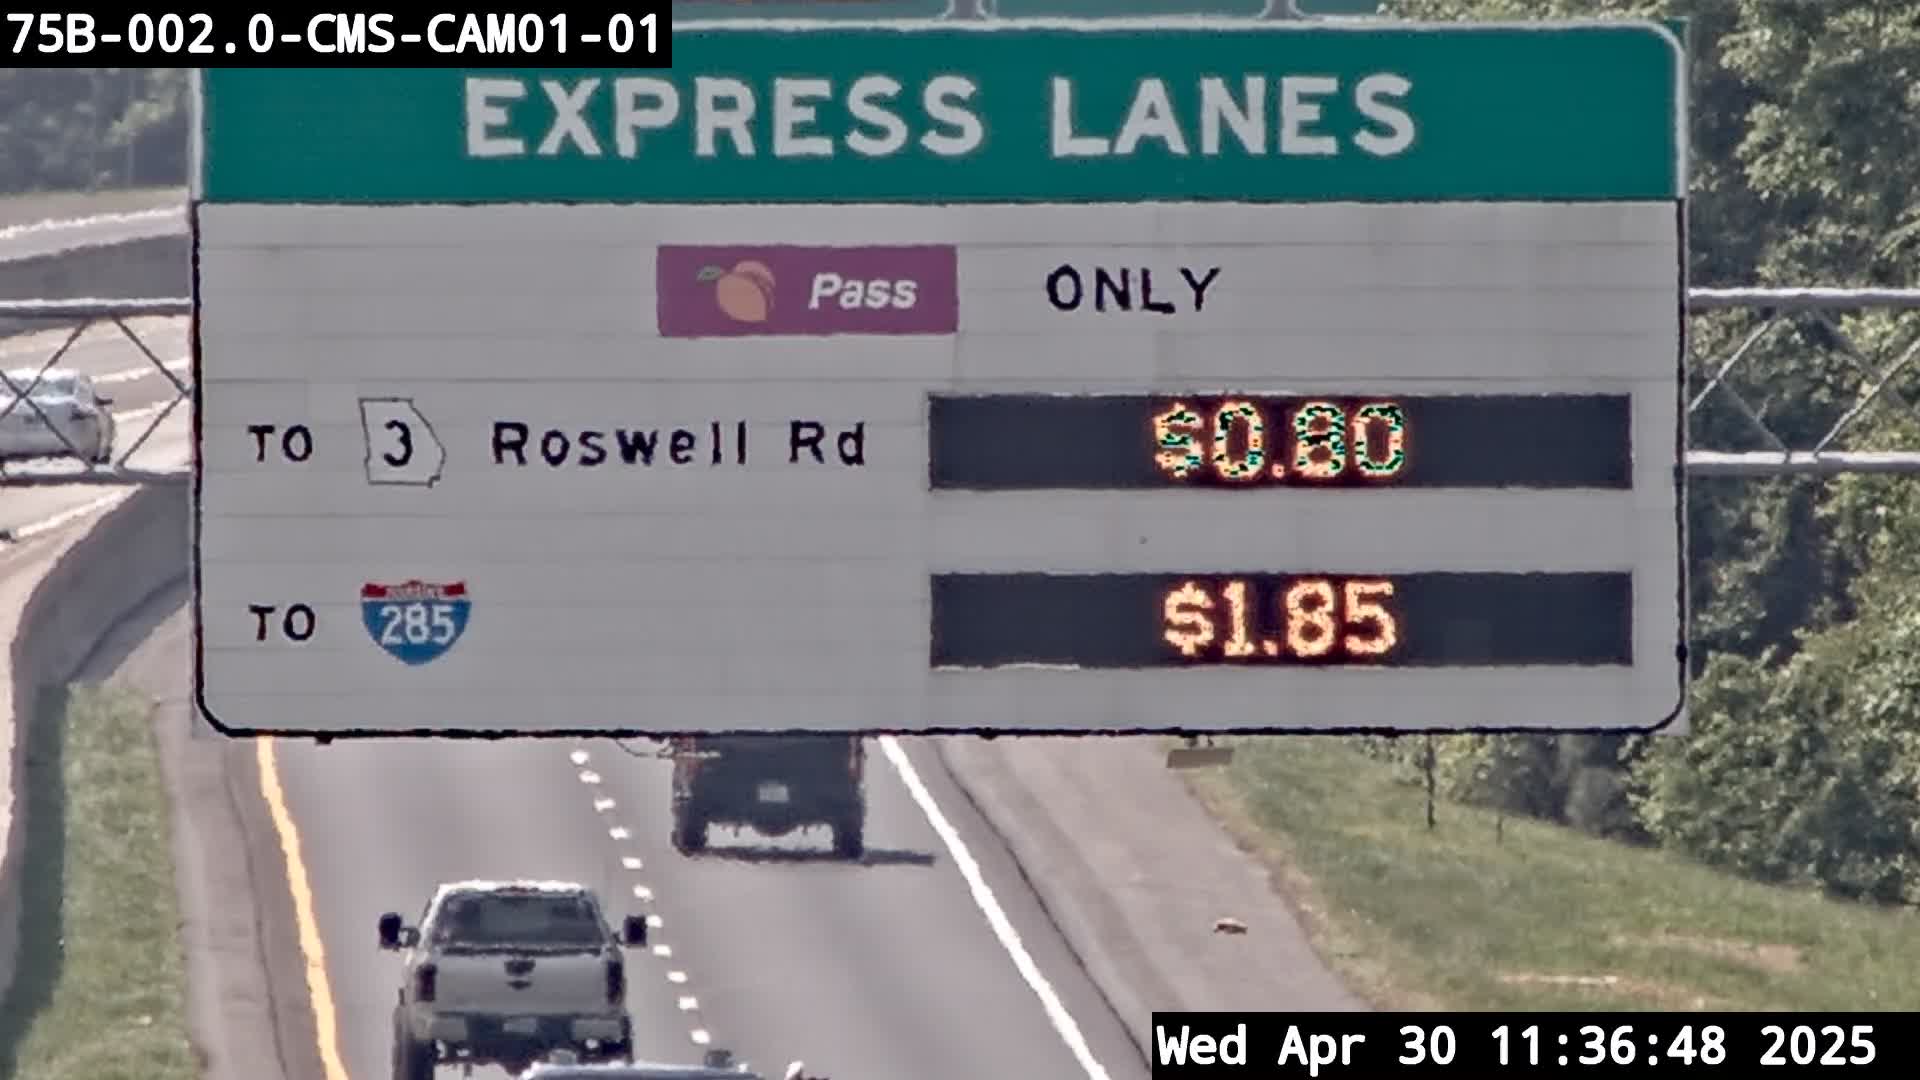 75B-002.0-CMS-CAM01-01
EXPRESS LANES
Pass ONLY
TO 3 Roswell Rd $0.80
TO 285 $1.85
Wed Apr 30 11:36:48 2025